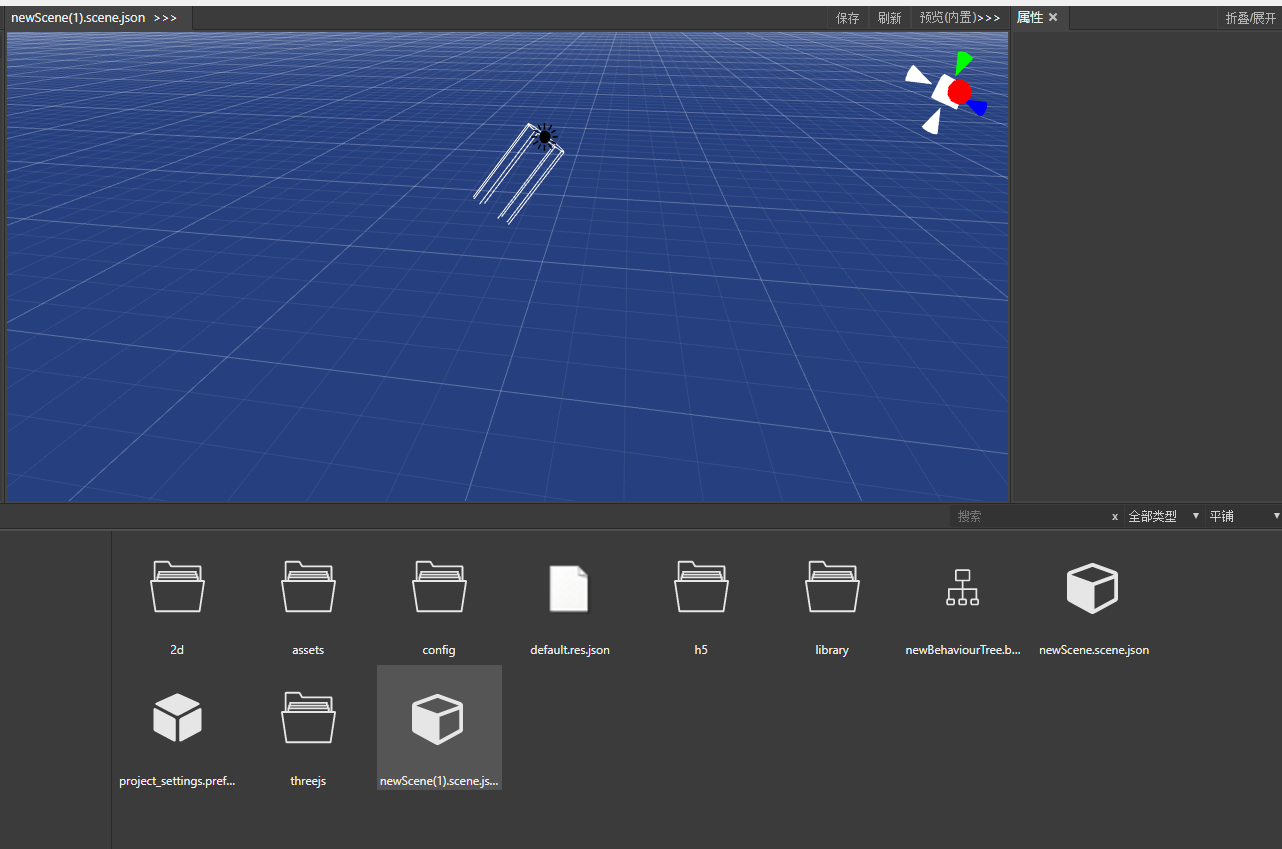 newScene(1).scene.json >>>
保存 刷新 预览(内置)>>> 属性 × 折叠/展开
搜索 x 全部类型 ▼ 平铺 ▼
2d
assets
config
default.res.json
h5
library
newBehaviourTree.b...
newScene.scene.json
project_settings.pref...
threejs
newScene(1).scene.js...